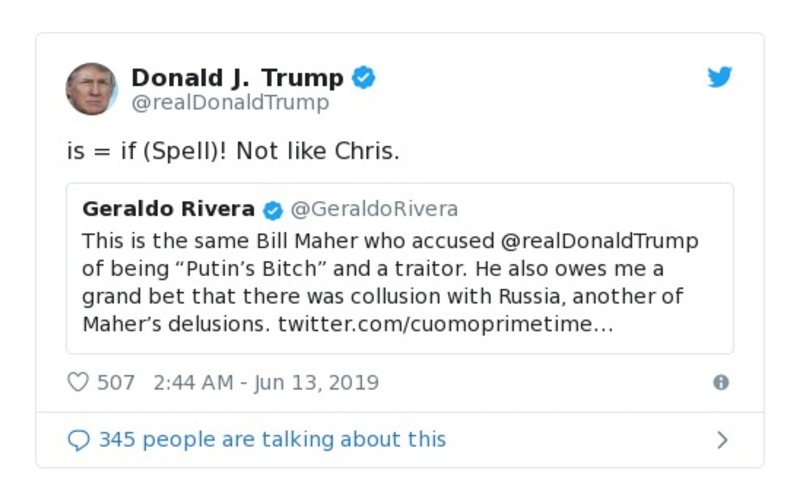 Donald J. Trump
@realDonaldTrump
is = if (Spell)! Not like Chris.
Geraldo Rivera @GeraldoRivera
This is the same Bill Maher who accused @realDonaldTrump
of being “Putin’s Bitch” and a traitor. He also owes me a
grand bet that there was collusion with Russia, another of
Maher’s delusions. twitter.com/cuomoprimetime…
507 2:44 AM - Jun 13, 2019
345 people are talking about this